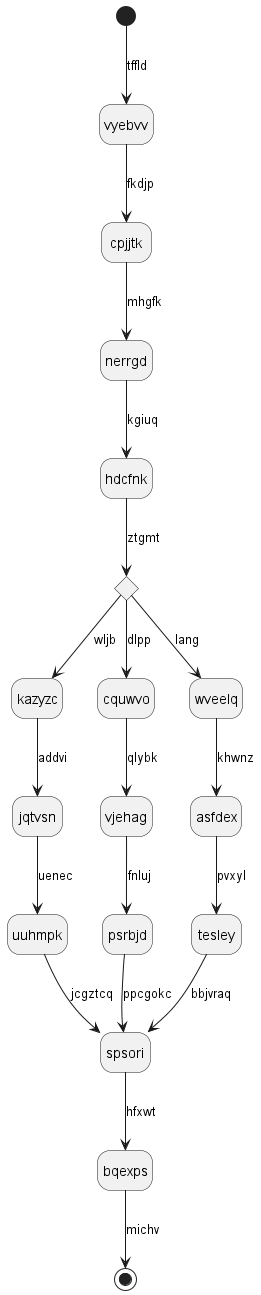 tffld
vyebvv
fkdjp
cpjjtk
mhgfk
nerrgd
kgiuq
hdcfnk
ztgmt
wljb dlpp lang
kazyzc cquwvo wveelq
addvi qlybk khwnz
jqtvsn vjehag asfdex
uenec fnluj pvxyl
uuhmpk psrbjd tesley
jcgztcq ppcgokc bbjvraq
spsori
hfxwt
bqexps
michv